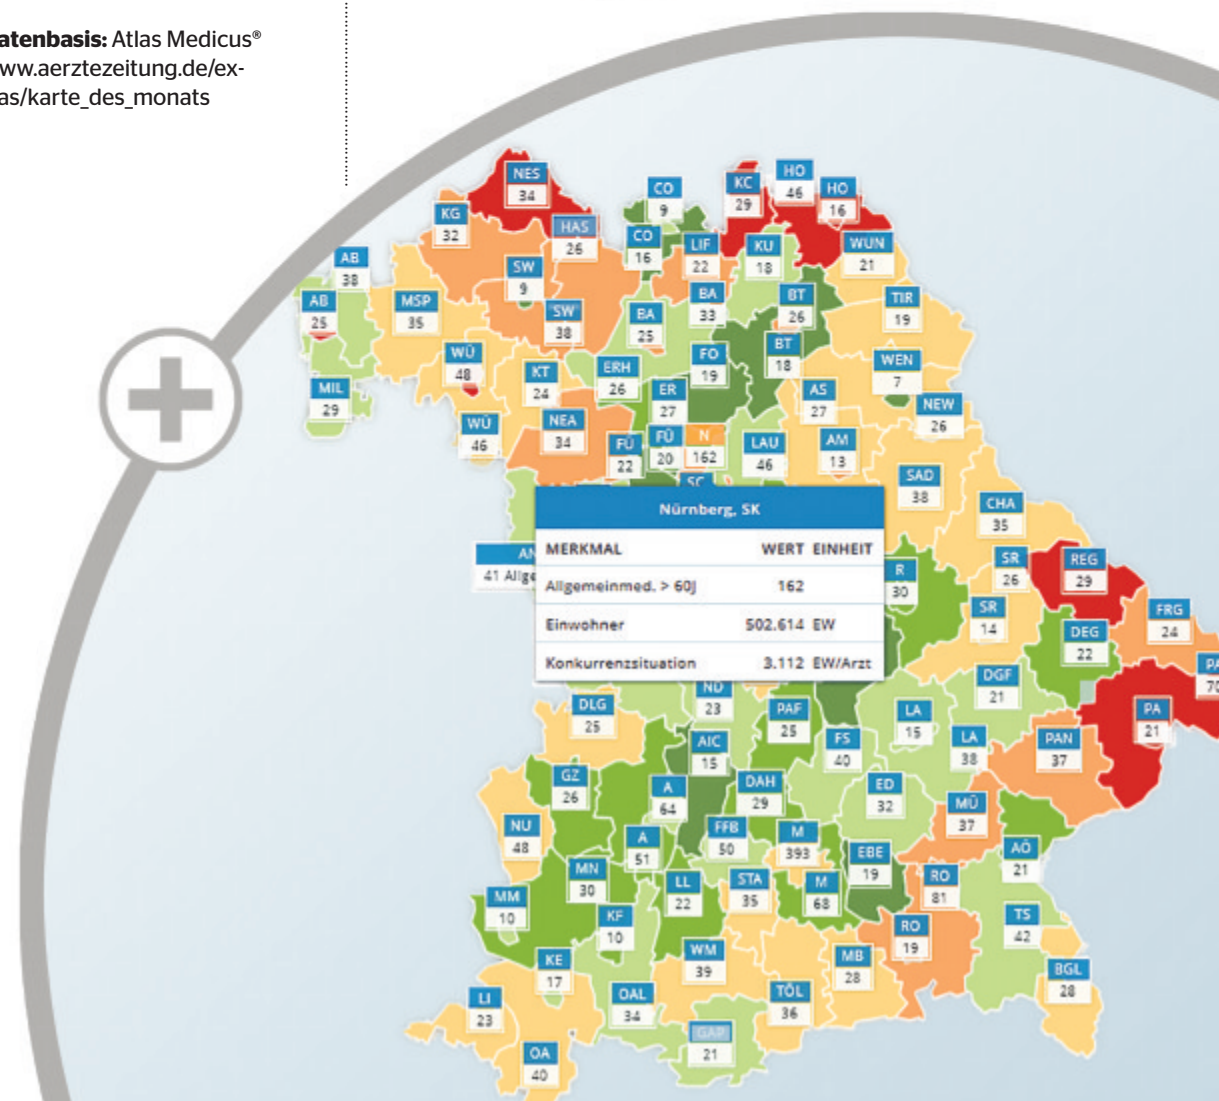 atenbasis: Atlas Medicus®
ww.aerztezeitung.de/ex-
as/karte_des_monats
NES
34
KC
29
HO
46
HO
16
CO
9
KG
32
HAS
26
CO
16
LIF
22
KU
18
WUN
21
AB
38
SW
9
AB
25
MSP
35
SW
38
BA
25
BA
33
BT
26
TIR
19
WÜ
48
KT
24
ERH
26
FO
19
BT
18
WEN
7
MIL
29
ER
27
AS
27
NEW
26
WÜ
46
NEA
34
FÜ
22
FÜ
20
N
162
LAU
46
AM
13
SC
SAD
38
CHA
35
Nürnberg, SK
MERKMAL WERT EINHEIT
Allgemeinmed. > 60J 162
Einwohner 502.614 EW
Konkurrenzsituation 3.112 EW/Arzt
AN
41 Allge
R
30
SR
26
REG
29
SR
14
FRG
24
DEG
22
PA
70
ND
23
DGF
21
DLG
25
PAF
25
LA
15
PA
21
AIC
15
FS
40
LA
38
PAN
37
GZ
26
A
64
DAH
29
ED
32
MÜ
37
NU
48
A
51
FFB
50
M
393
EBE
19
AÖ
21
MN
30
LL
22
STA
35
M
68
RO
81
MM
10
KF
10
RO
19
TS
42
KE
17
WM
39
MB
28
BGL
28
LI
23
OAL
34
TÖL
36
GAP
21
OA
40